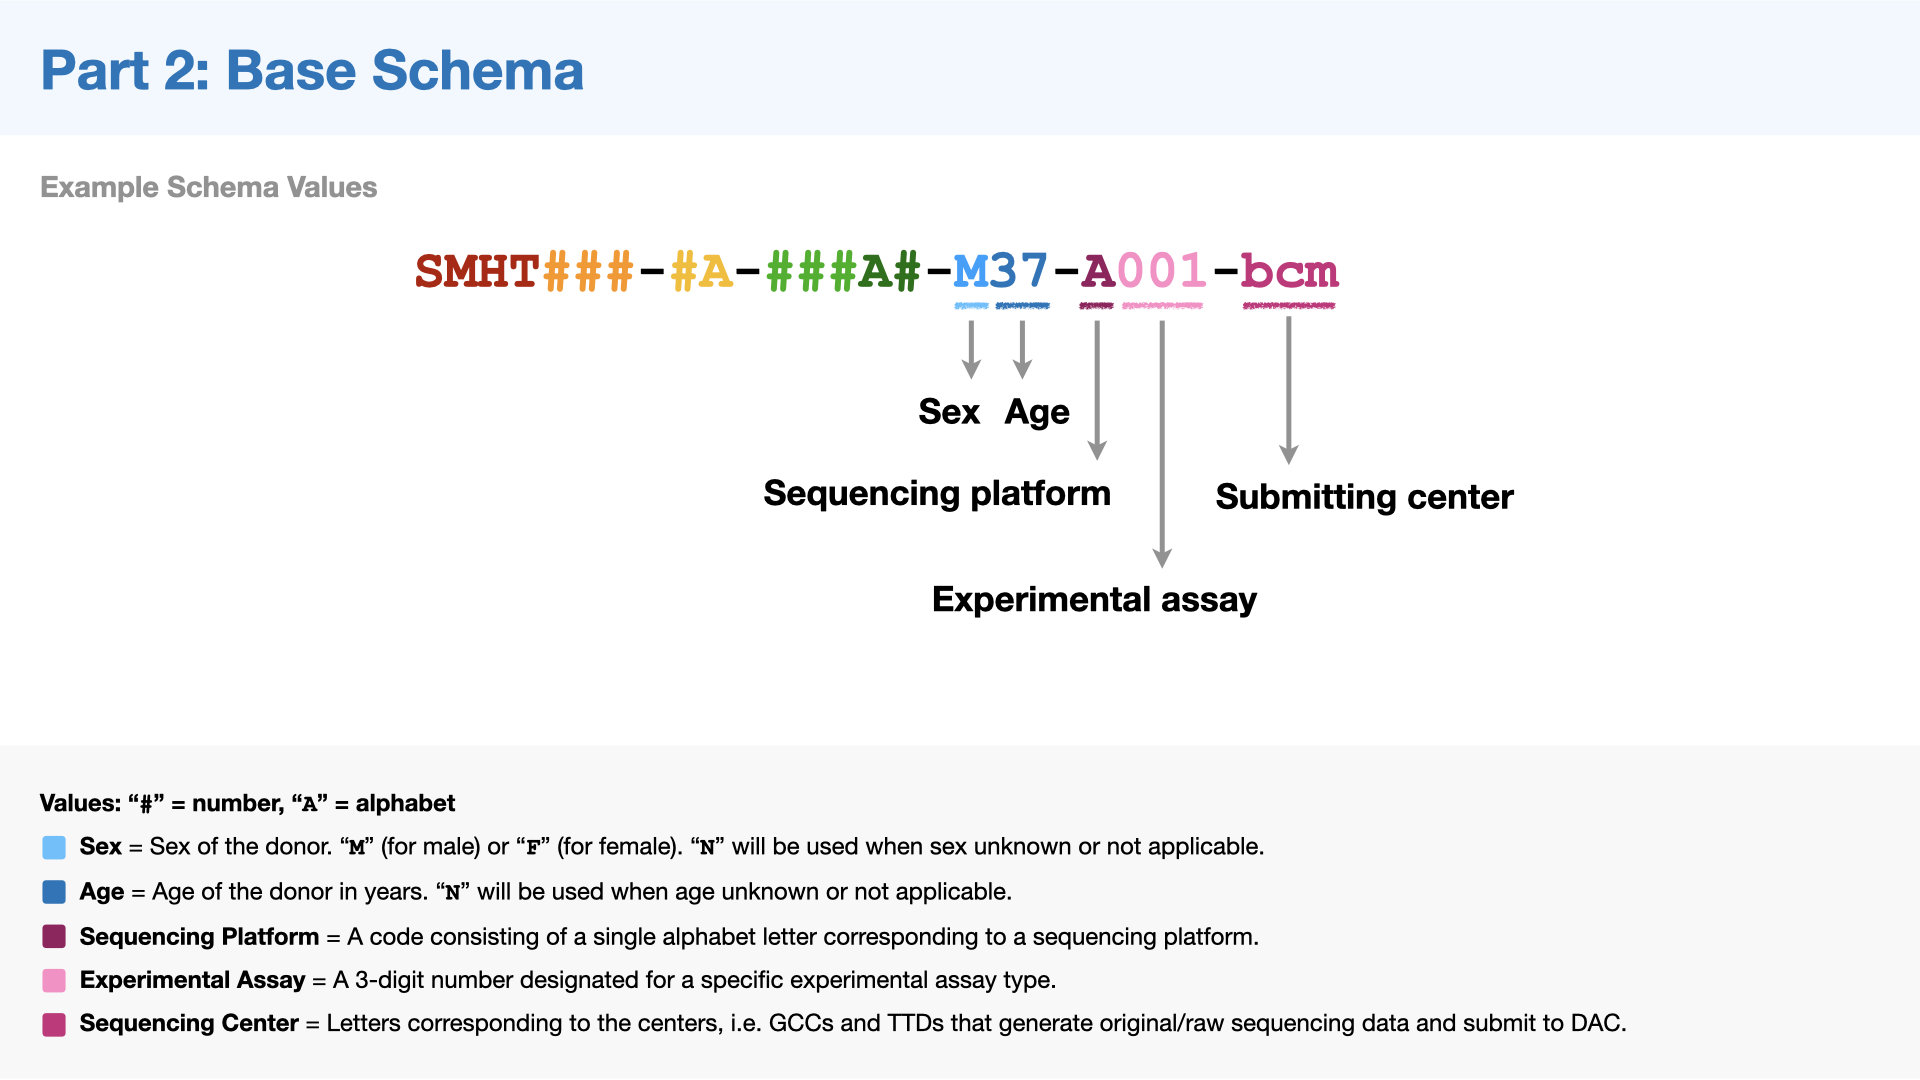 Part 2: Base Schema
Example Schema Values
SMHT###-#A-###A#-M37-A001-bcm
Sex Age
Sequencing platform
Submitting center
Experimental assay
Values: “#” = number, “A” = alphabet
Sex = Sex of the donor. “M” (for male) or “F” (for female). “N” will be used when sex unknown or not applicable.
Age = Age of the donor in years. “N” will be used when age unknown or not applicable.
Sequencing Platform = A code consisting of a single alphabet letter corresponding to a sequencing platform.
Experimental Assay = A 3-digit number designated for a specific experimental assay type.
Sequencing Center = Letters corresponding to the centers, i.e. GCCs and TTDs that generate original/raw sequencing data and submit to DAC.